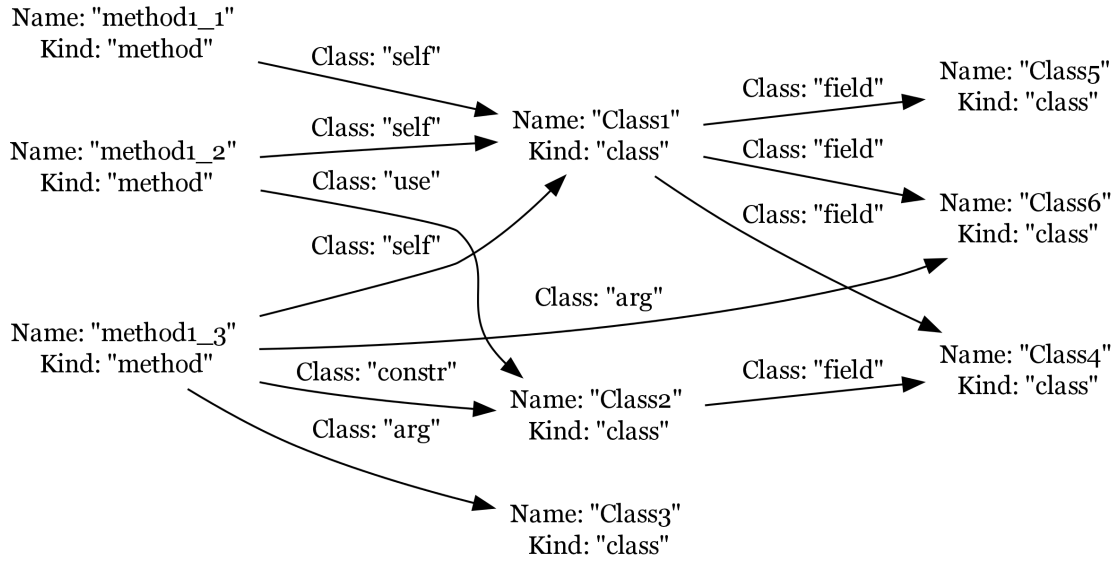 Name: "method1_1"
Kind: "method"
Class: "self"
Name: "method1_2"
Kind: "method"
Class: "self"
Class: "use"
Class: "self"
Name: "method1_3"
Kind: "method"
Class: "arg"
Class: "constr"
Class: "arg"
Name: "Class1"
Kind: "class"
Name: "Class2"
Kind: "class"
Name: "Class3"
Kind: "class"
Class: "field"
Class: "field"
Class: "field"
Class: "field"
Name: "Class5"
Kind: "class"
Name: "Class6"
Kind: "class"
Name: "Class4"
Kind: "class"